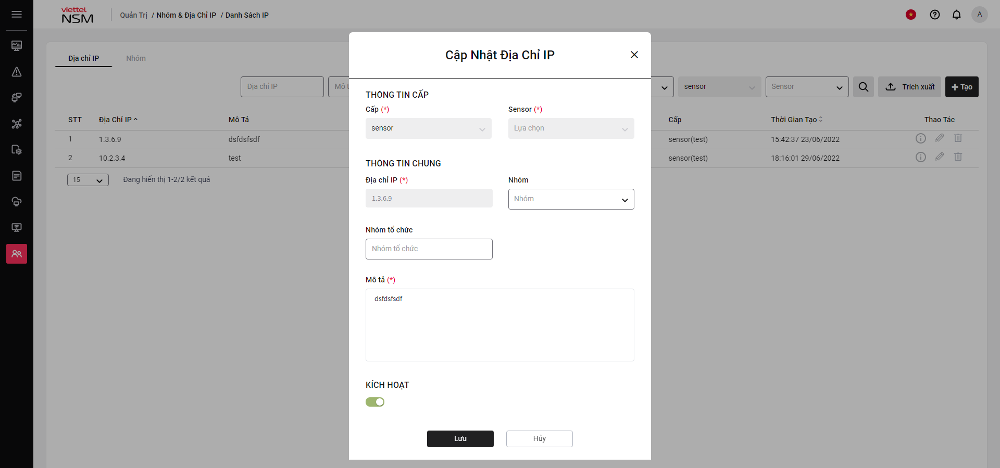 viettel
NSM
Quản Trị / Nhóm & Địa Chỉ IP / Danh Sách IP
A
Địa chỉ IP
Nhóm
Địa chỉ IP
Mô t
sensor
Sensor
Trích xuất
Tạo
STT
Địa Chỉ IP
Mô Tả
Cấp
Thời Gian Tạo
Thao Tác
1
1.3.6.9
dsfdsfsdf
sensor(test)
15:42:37 23/06/2022
2
10.2.3.4
test
sensor(test)
18:16:01 29/06/2022
15
Đang hiển thị 1-2/2 kết quả
Cập Nhật Địa Chỉ IP
THÔNG TIN CẤP
Cấp (*)
Sensor (*)
sensor
Lựa chọn
THÔNG TIN CHUNG
Địa chỉ IP (*)
Nhóm
1.3.6.9
Nhóm
Nhóm tổ chức
Nhóm tổ chức
Mô tả (*)
dsfdsfsdf
KÍCH HOẠT
Lưu
Hủy